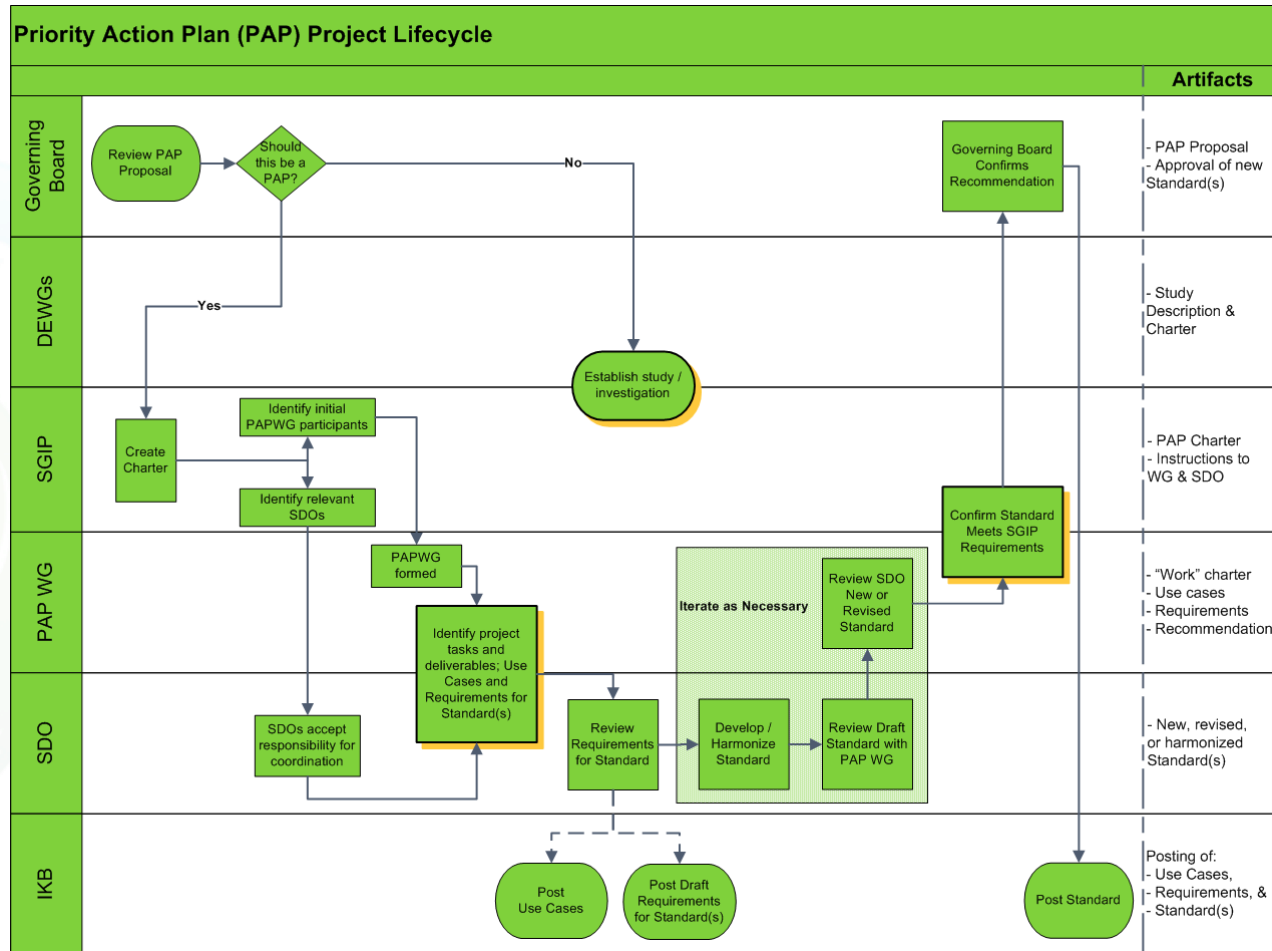 Priority Action Plan (PAP) Project Lifecycle
Artifacts
Governing
Board
Review PAP
Proposal
Should
this be a
PAP?
No
Governing Board
Confirms
Recommendation
- PAP Proposal
- Approval of new
Standard(s)
DEWGs
Yes
Establish study /
investigation
- Study
Description &
Charter
SGIP
Create
Charter
Identify initial
PAPWG participants
Identify relevant
SDOs
Confirm Standard
Meets SGIP
Requirements
- PAP Charter
- Instructions to
WG & SDO
PAP WG
PAPWG
formed
Identify project
tasks and
deliverables; Use
Cases and
Requirements for
Standard(s)
Iterate as Necessary
Review SDO
New or
Revised
Standard
- “Work” charter
- Use cases
- Requirements
- Recommendation
SDO
SDOs accept
responsibility for
coordination
Review
Requirements
for Standard
Develop /
Harmonize
Standard
Review Draft
Standard with
PAP WG
- New, revised,
or harmonized
Standard(s)
IKB
Post
Use Cases
Post Draft
Requirements
for Standard(s)
Post Standard
Posting of:
- Use Cases,
- Requirements, &
- Standard(s)